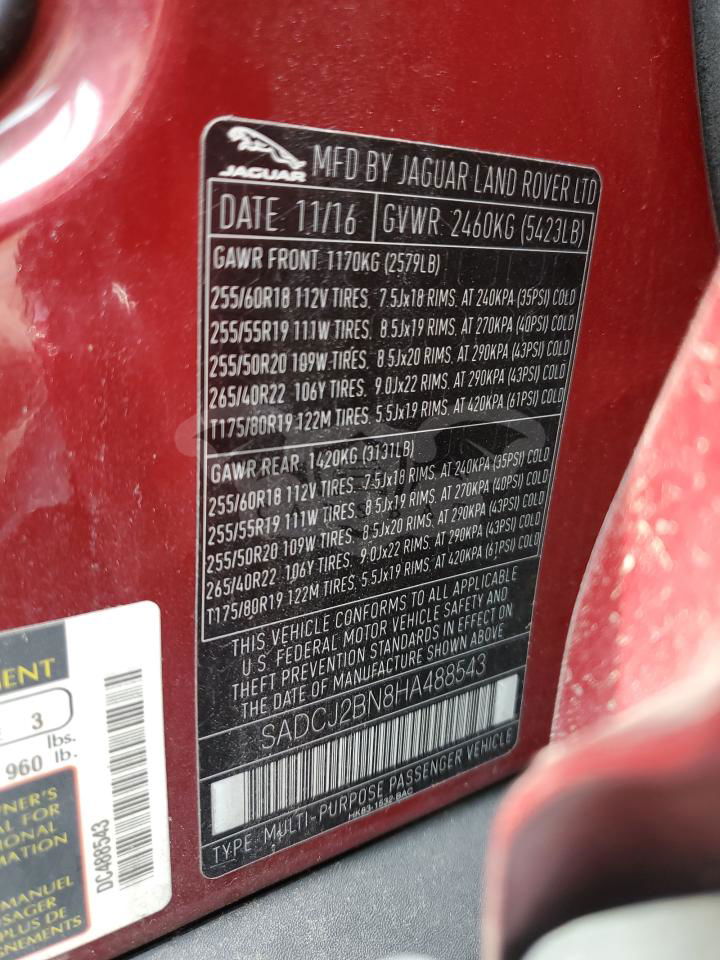 JAGUAR MFD BY JAGUAR LAND ROVER LTD
DATE 11/16 GVWR 2460KG (5423LB)
GAWR FRONT 1170KG (2579LB)
255/60R18 112V TIRES, 7.5Jx18 RIMS, AT 240KPA (35PSI) COLD
255/55R19 111W TIRES, 8.5Jx19 RIMS, AT 270KPA (40PSI) COLD
255/50R20 109W TIRES, 8.5Jx20 RIMS, AT 290KPA (43PSI) COLD
265/40R22 106Y TIRES, 9.0Jx22 RIMS, AT 290KPA (43PSI) COLD
T175/80R19 122M TIRES, 5.5Jx19 RIMS, AT 420KPA (61PSI) COLD
GAWR REAR 1420KG (3131LB)
255/60R18 112V TIRES, 7.5Jx18 RIMS, AT 240KPA (35PSI) COLD
255/55R19 111W TIRES, 8.5Jx19 RIMS, AT 270KPA (40PSI) COLD
255/50R20 109W TIRES, 8.5Jx20 RIMS, AT 290KPA (43PSI) COLD
265/40R22 106Y TIRES, 9.0Jx22 RIMS, AT 290KPA (43PSI) COLD
T175/80R19 122M TIRES, 5.5Jx19 RIMS, AT 420KPA (61PSI) COLD
THIS VEHICLE CONFORMS TO ALL APPLICABLE
U.S. FEDERAL MOTOR VEHICLE SAFETY AND
THEFT PREVENTION STANDARDS IN EFFECT ON
THE DATE OF MANUFACTURE SHOWN ABOVE
SADCJ2BN8HA488543
TYPE MULTI-PURPOSE PASSENGER VEHICLE
HK83-1532-BAG
3
lbs.
960 lb.
DC488543
MANUEL
PLUS DE